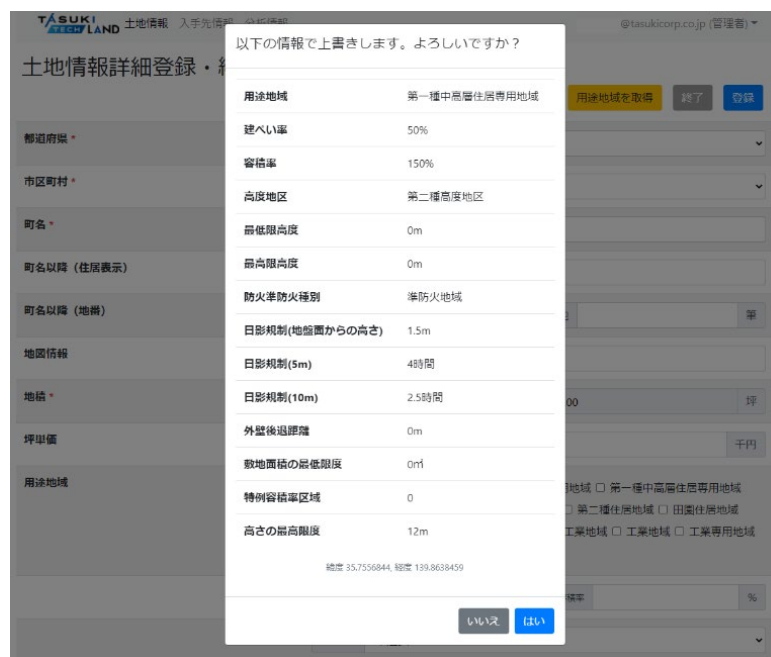 TASUKI TECH LAND 土地情報 入手先情報 分析情報 @tasukicorp.co.jp (管理者)
土地情報詳細登録・
以下の情報で上書きします。よろしいですか？
用途地域を取得 終了 登録
都道府県 *
市区町村 *
町名 *
町名以降（住居表示）
町名以降（地番） 筆
地図情報
地積 * 00 坪
坪単価 千円
用途地域
用途地域 第一種中高層住居専用地域
建ぺい率 50%
容積率 150%
高度地区 第二種高度地区
最低限高度 0m
最高限高度 0m
防火準防火種別 準防火地域
日影規制(地盤面からの高さ) 1.5m
日影規制(5m) 4時間
日影規制(10m) 2.5時間
外壁後退距離 0m
敷地面積の最低限度 0㎡
特例容積率区域 0
高さの最高限度 12m
緯度 35.7556844, 経度 139.8638459
いいえ はい
用地域 第一種中高層住居専用地域
第二種住居地域 田園住居地域
工業地域 工業地域 工業専用地域
積率 %